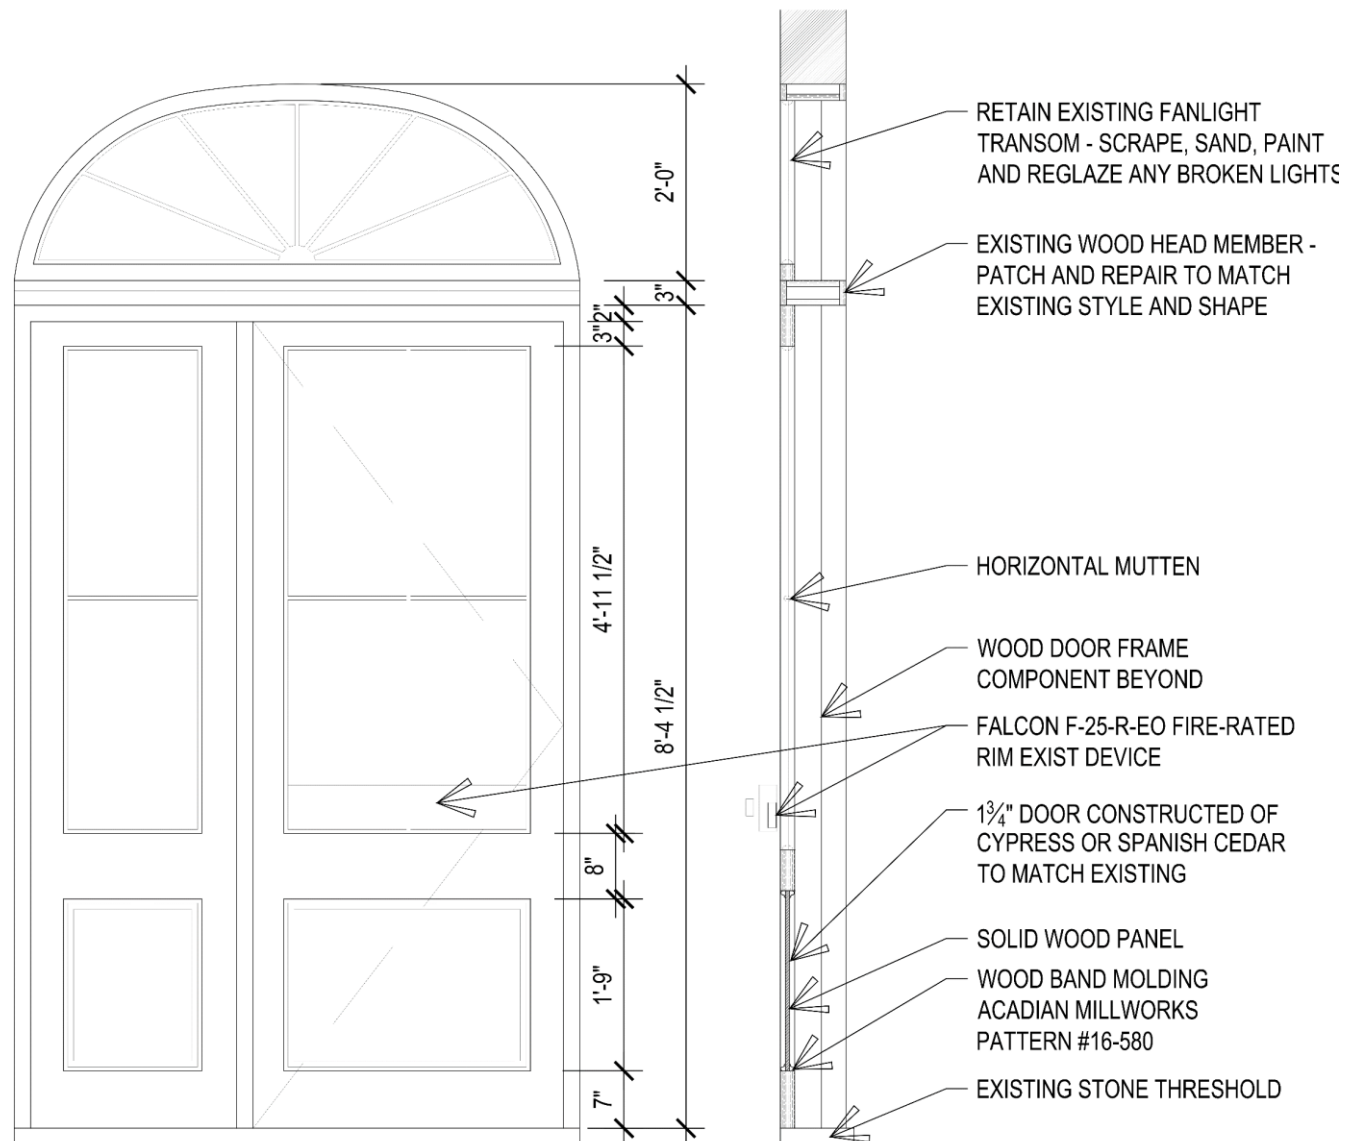 RETAIN EXISTING FANLIGHT
TRANSOM - SCRAPE, SAND, PAINT
AND REGLAZE ANY BROKEN LIGHTS
EXISTING WOOD HEAD MEMBER -
PATCH AND REPAIR TO MATCH
EXISTING STYLE AND SHAPE
HORIZONTAL MUTTEN
WOOD DOOR FRAME
COMPONENT BEYOND
FALCON F-25-R-EO FIRE-RATED
RIM EXIST DEVICE
1 3/4" DOOR CONSTRUCTED OF
CYPRESS OR SPANISH CEDAR
TO MATCH EXISTING
SOLID WOOD PANEL
WOOD BAND MOLDING
ACADIAN MILLWORKS
PATTERN #16-580
EXISTING STONE THRESHOLD
2'-0"
3"
2"
3"
4'-11 1/2"
8'-4 1/2"
8"
1'-9"
7"